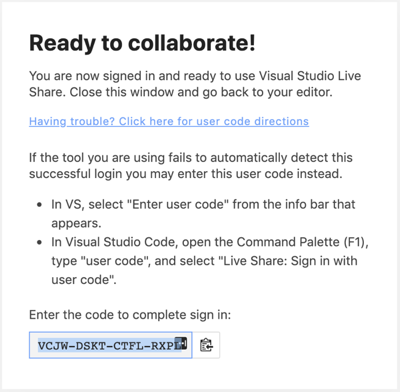 Ready to collaborate!
You are now signed in and ready to use Visual Studio Live
Share. Close this window and go back to your editor.
Having trouble? Click here for user code directions
If the tool you are using fails to automatically detect this
successful login you may enter this user code instead.
• In VS, select "Enter user code" from the info bar that
appears.
• In Visual Studio Code, open the Command Palette (F1),
type "user code", and select "Live Share: Sign in with
user code".
Enter the code to complete sign in:
VCJW-DSKT-CTFL-RXPL